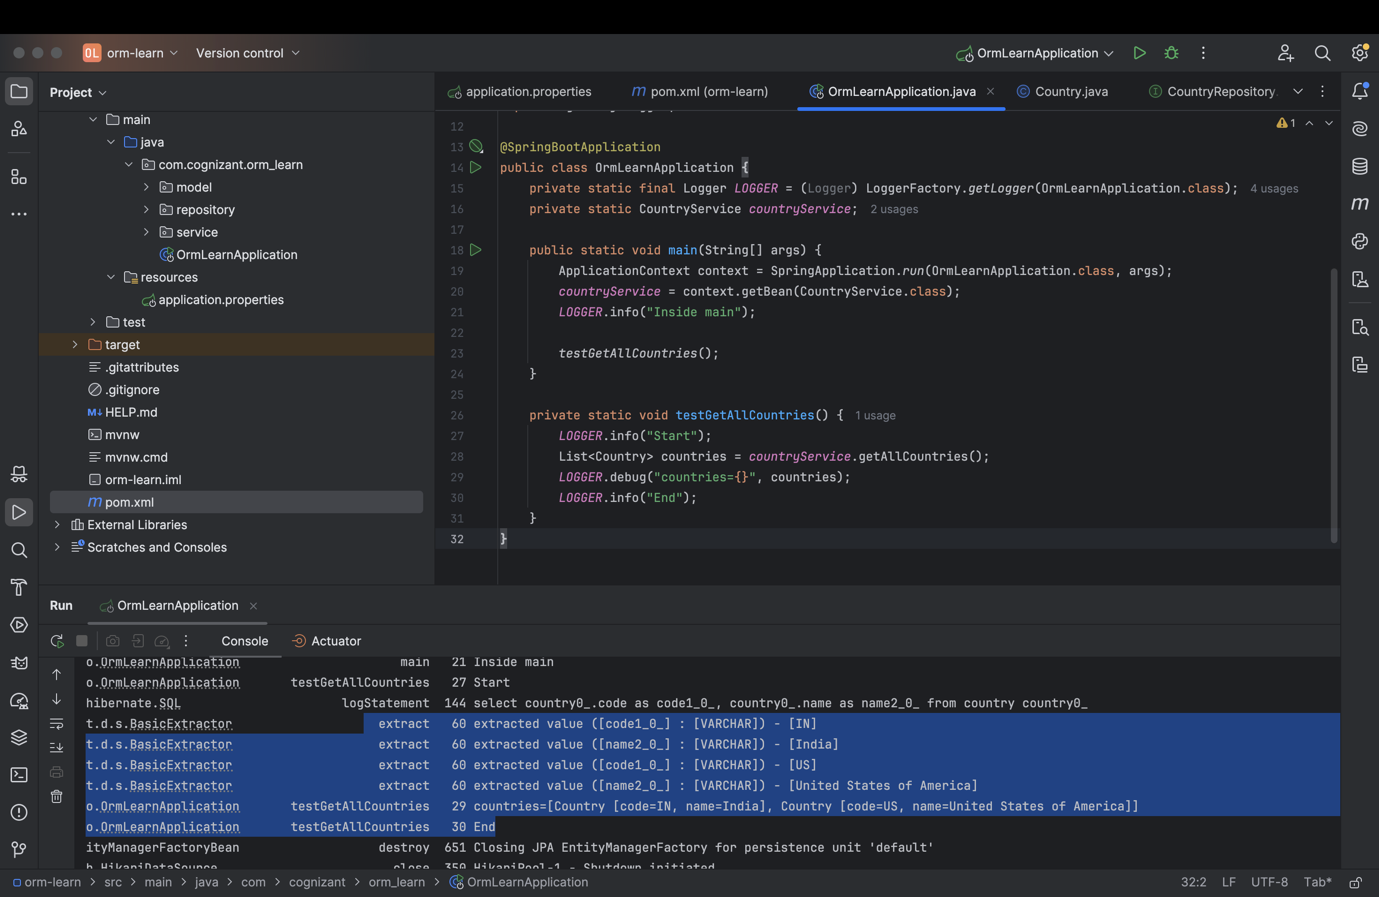 OL orm-learn Version control OrmLearnApplication
Project
application.properties pom.xml (orm-learn) OrmLearnApplication.java Country.java CountryRepository
main
java
com.cognizant.orm_learn
model
repository
service
OrmLearnApplication
resources
application.properties
test
target
.gitattributes
.gitignore
M↓ HELP.md
mvnw
mvnw.cmd
orm-learn.iml
m pom.xml
External Libraries
Scratches and Consoles
1
12
13 @SpringBootApplication
14 public class OrmLearnApplication {
15 private static final Logger LOGGER = (Logger) LoggerFactory.getLogger(OrmLearnApplication.class); 4 usages
16 private static CountryService countryService; 2 usages
17
18 public static void main(String[] args) {
19 ApplicationContext context = SpringApplication.run(OrmLearnApplication.class, args);
20 countryService = context.getBean(CountryService.class);
21 LOGGER.info("Inside main");
22
23 testGetAllCountries();
24 }
25
26 private static void testGetAllCountries() { 1 usage
27 LOGGER.info("Start");
28 List<Country> countries = countryService.getAllCountries();
29 LOGGER.debug("countries={}", countries);
30 LOGGER.info("End");
31 }
32 }
Run OrmLearnApplication
Console Actuator
o.OrmLearnApplication main 21 Inside main
o.OrmLearnApplication testGetAllCountries 27 Start
hibernate.SQL logStatement 144 select country0_.code as code1_0_, country0_.name as name2_0_ from country country0_
t.d.s.BasicExtractor extract 60 extracted value ([code1_0_] : [VARCHAR]) - [IN]
t.d.s.BasicExtractor extract 60 extracted value ([name2_0_] : [VARCHAR]) - [India]
t.d.s.BasicExtractor extract 60 extracted value ([code1_0_] : [VARCHAR]) - [US]
t.d.s.BasicExtractor extract 60 extracted value ([name2_0_] : [VARCHAR]) - [United States of America]
o.OrmLearnApplication testGetAllCountries 29 countries=[Country [code=IN, name=India], Country [code=US, name=United States of America]]
o.OrmLearnApplication testGetAllCountries 30 End
ityManagerFactoryBean destroy 651 Closing JPA EntityManagerFactory for persistence unit 'default'
h.HikariDataSource close 350 HikariPool-1 - Shutdown initiated
orm-learn > src > main > java > com > cognizant > orm_learn > OrmLearnApplication 32:2 LF UTF-8 Tab*